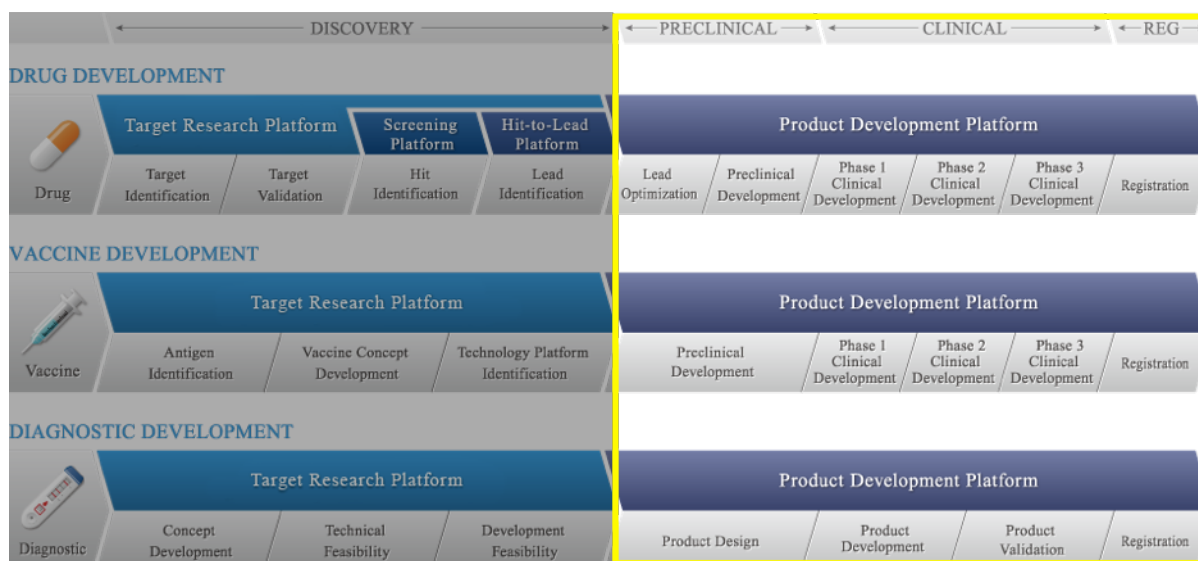 DISCOVERY PRECLINICAL CLINICAL REG
DRUG DEVELOPMENT
Target Research Platform Screening Platform Hit-to-Lead Platform Product Development Platform
Drug
Target Identification
Target Validation
Hit Identification
Lead Identification
Lead Optimization
Preclinical Development
Phase 1 Clinical Development
Phase 2 Clinical Development
Phase 3 Clinical Development
Registration
VACCINE DEVELOPMENT
Target Research Platform Product Development Platform
Vaccine
Antigen Identification
Vaccine Concept Development
Technology Platform Identification
Preclinical Development
Phase 1 Clinical Development
Phase 2 Clinical Development
Phase 3 Clinical Development
Registration
DIAGNOSTIC DEVELOPMENT
Target Research Platform Product Development Platform
Diagnostic
Concept Development
Technical Feasibility
Development Feasibility
Product Design
Product Development
Product Validation
Registration